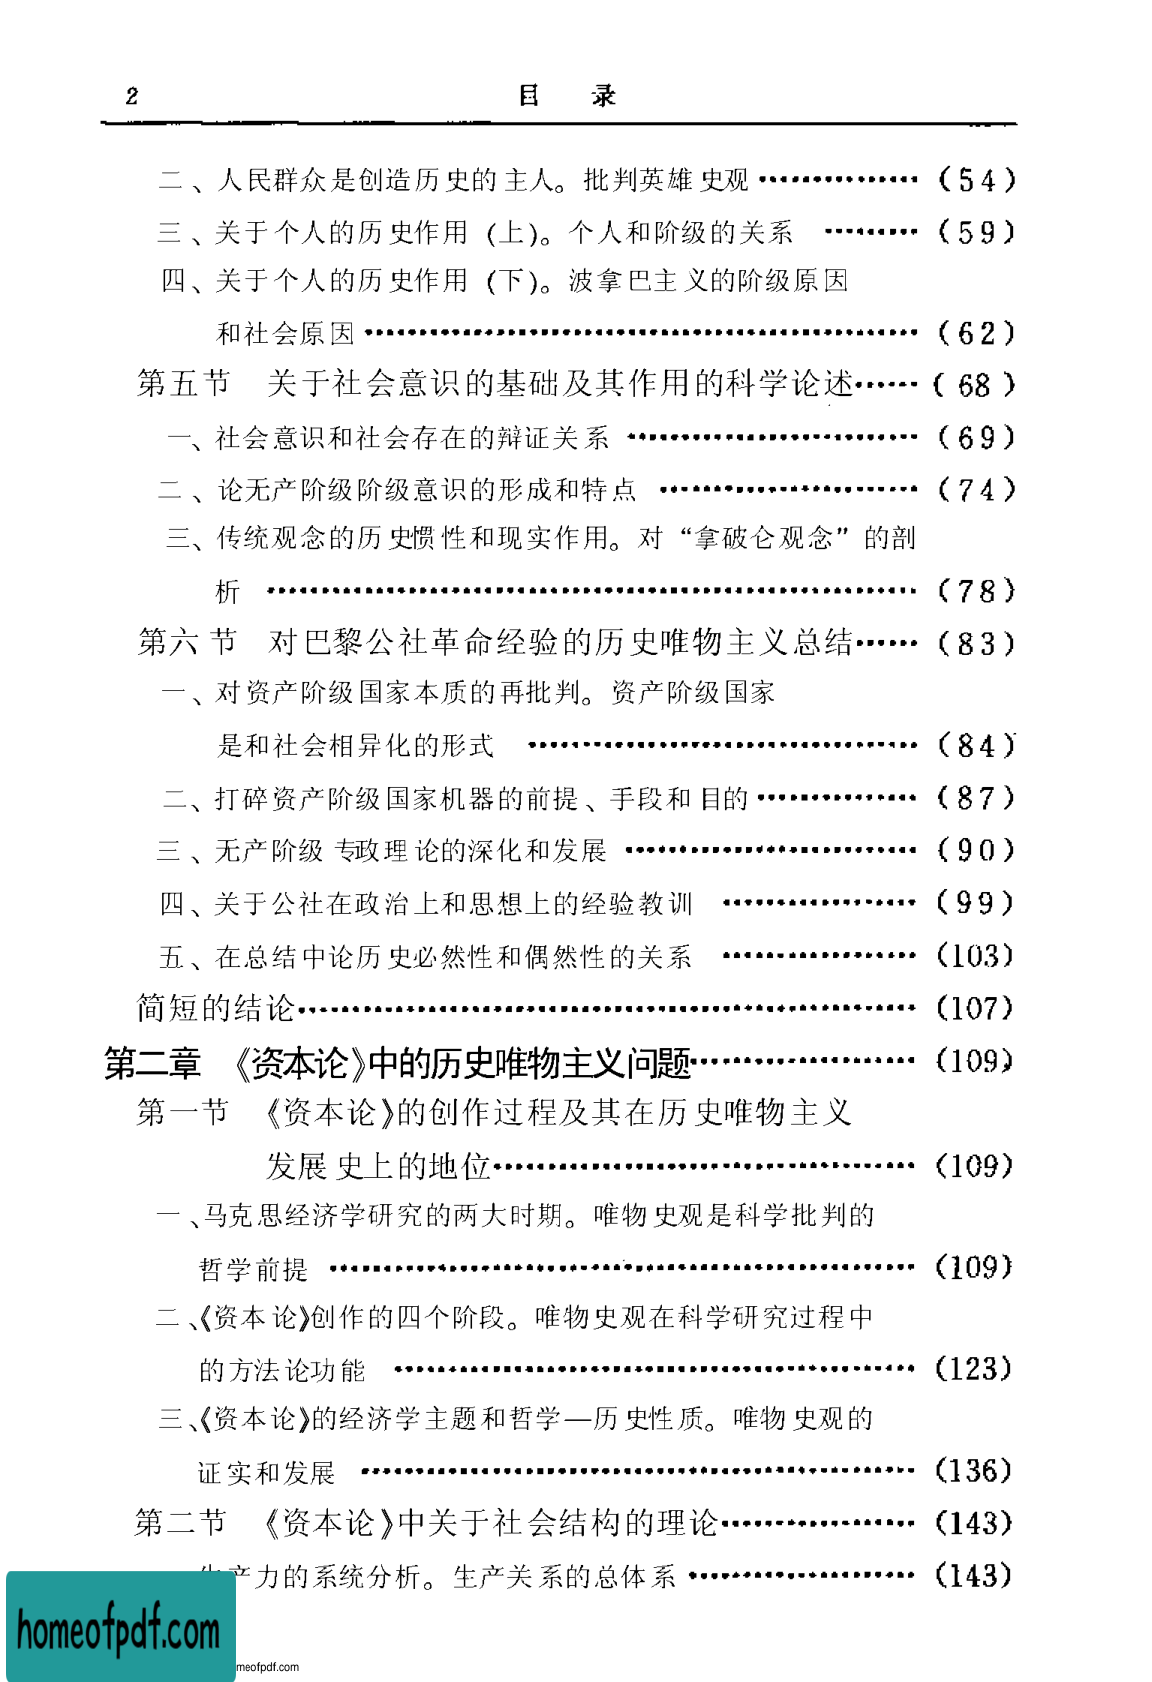 2 目 录
二、人民群众是创造历史的主人。批判英雄史观……………(54)
三、关于个人的历史作用(上)。个人和阶级的关系 ………(59)
四、关于个人的历史作用(下)。波拿巴主义的阶级原因
和社会原因………………………………………………(62)
第五节 关于社会意识的基础及其作用的科学论述……(68)
一、社会意识和社会存在的辩证关系 ………………………(69)
二、论无产阶级阶级意识的形成和特点 ……………………(74)
三、传统观念的历史惯性和现实作用。对“拿破仑观念”的剖
析 ………………………………………………………(78)
第六节 对巴黎公社革命经验的历史唯物主义总结……(83)
一、对资产阶级国家本质的再批判。资产阶级国家
是和社会相异化的形式 ………………………………(84)
二、打碎资产阶级国家机器的前提、手段和目的……………(87)
三、无产阶级专政理论的深化和发展 ………………………(90)
四、关于公社在政治上和思想上的经验教训 ………………(99)
五、在总结中论历史必然性和偶然性的关系 ………………(103)
简短的结论……………………………………………………(107)
第二章 《资本论》中的历史唯物主义问题…………………(109)
第一节 《资本论》的创作过程及其在历史唯物主义
发展史上的地位……………………………………(109)
一、马克思经济学研究的两大时期。唯物史观是科学批判的
哲学前提 ………………………………………………(109)
二、《资本论》创作的四个阶段。唯物史观在科学研究过程中
的方法论功能 …………………………………………(123)
三、《资本论》的经济学主题和哲学—历史性质。唯物史观的
证实和发展 ……………………………………………(136)
第二节 《资本论》中关于社会结构的理论………………(143)
生产力的系统分析。生产关系的总体系…………………(143)
homeofpdf.com
meofpdf.com